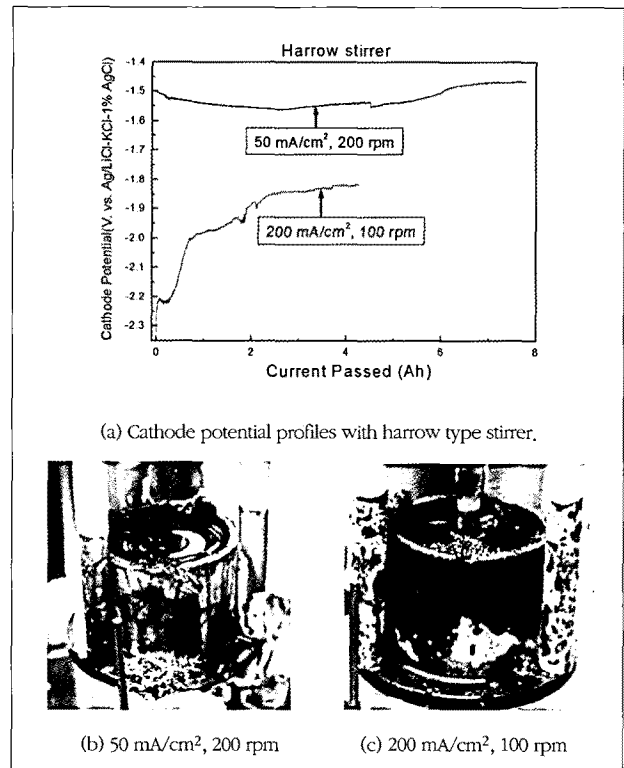 Harrow stirrer
Cathode Potential(V. vs. Ag/LiCl-KCl-1% AgCl)
-1.4
-1.5
-1.6
-1.7
-1.8
-1.9
-2.0
-2.1
-2.2
-2.3
50 mA/cm², 200 rpm
200 mA/cm², 100 rpm
0 2 4 6 8
Current Passed (Ah)
(a) Cathode potential profiles with harrow type stirrer.
(b) 50 mA/cm², 200 rpm (c) 200 mA/cm², 100 rpm